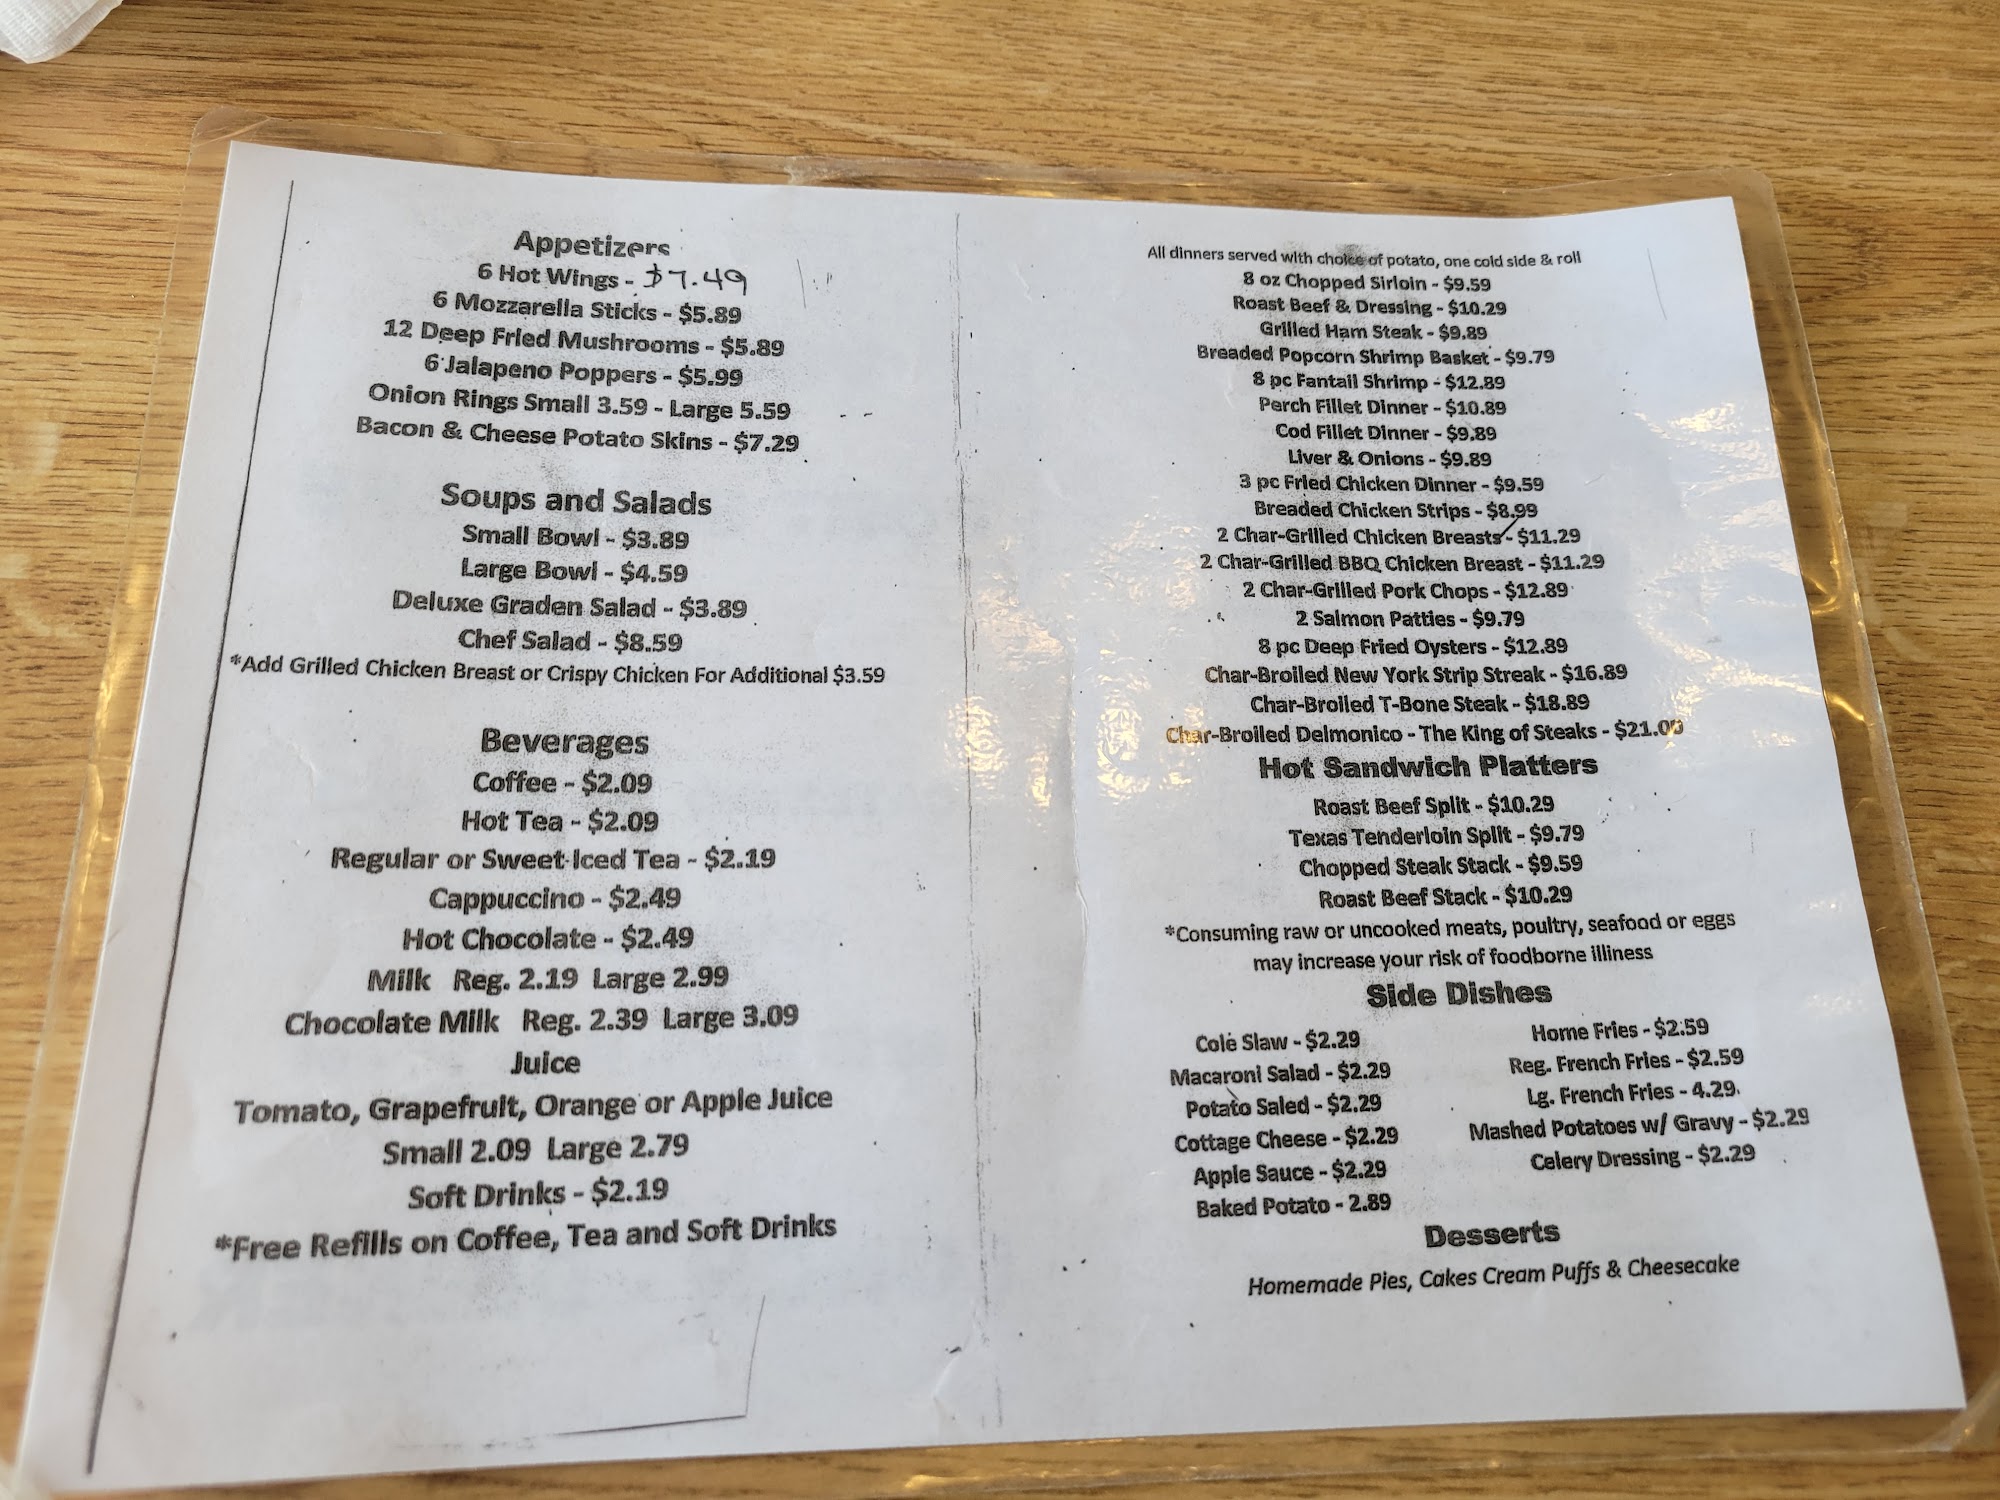 Appetizers
6 Hot Wings - $7.49
6 Mozzarella Sticks - $5.89
12 Deep Fried Mushrooms - $5.89
6 Jalapeno Poppers - $5.99
Onion Rings Small 3.59 - Large 5.59
Bacon & Cheese Potato Skins - $7.29
Soups and Salads
Small Bowl - $3.89
Large Bowl - $4.59
Deluxe Graden Salad - $3.89
Chef Salad - $8.59
*Add Grilled Chicken Breast or Crispy Chicken For Additional $3.59
Beverages
Coffee - $2.09
Hot Tea - $2.09
Regular or Sweet Iced Tea - $2.19
Cappuccino - $2.49
Hot Chocolate - $2.49
Milk Reg. 2.19 Large 2.99
Chocolate Milk Reg. 2.39 Large 3.09
Juice
Tomato, Grapefruit, Orange or Apple Juice
Small 2.09 Large 2.79
Soft Drinks - $2.19
*Free Refills on Coffee, Tea and Soft Drinks
All dinners served with choice of potato, one cold side & roll
8 oz Chopped Sirloin - $9.59
Roast Beef & Dressing - $10.29
Grilled Ham Steak - $9.89
Breaded Popcorn Shrimp Basket - $9.79
8 pc Fantail Shrimp - $12.89
Perch Fillet Dinner - $10.89
Cod Fillet Dinner - $9.89
Liver & Onions - $9.89
3 pc Fried Chicken Dinner - $9.59
Breaded Chicken Strips - $8.99
2 Char-Grilled Chicken Breasts - $11.29
2 Char-Grilled BBQ Chicken Breast - $11.29
2 Char-Grilled Pork Chops - $12.89
2 Salmon Patties - $9.79
8 pc Deep Fried Oysters - $12.89
Char-Broiled New York Strip Streak - $16.89
Char-Broiled T-Bone Steak - $18.89
Char-Broiled Delmonico - The King of Steaks - $21.00
Hot Sandwich Platters
Roast Beef Split - $10.29
Texas Tenderloin Split - $9.79
Chopped Steak Stack - $9.59
Roast Beef Stack - $10.29
*Consuming raw or uncooked meats, poultry, seafood or eggs
may increase your risk of foodborne illiness
Side Dishes
Cole Slaw - $2.29
Macaroni Salad - $2.29
Potato Saled - $2.29
Cottage Cheese - $2.29
Apple Sauce - $2.29
Baked Potato - 2.89
Home Fries - $2.59
Reg. French Fries - $2.59
Lg. French Fries - 4.29
Mashed Potatoes w/ Gravy - $2.29
Celery Dressing - $2.29
Desserts
Homemade Pies, Cakes Cream Puffs & Cheesecake